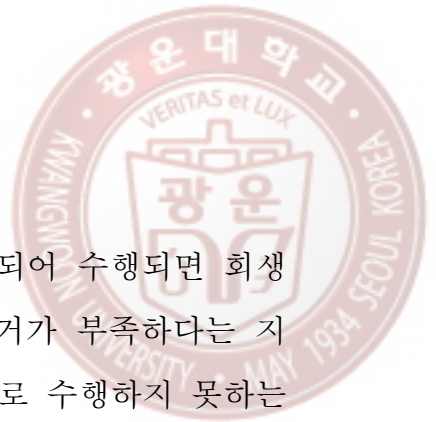 광운대학교
VERITAS et LUX
광운
KWANGWOON UNIVERSITY • MAY 1934 SEOUL KOREA
되어 수행되면 회생
거가 부족하다는 지
로 수행하지 못하는